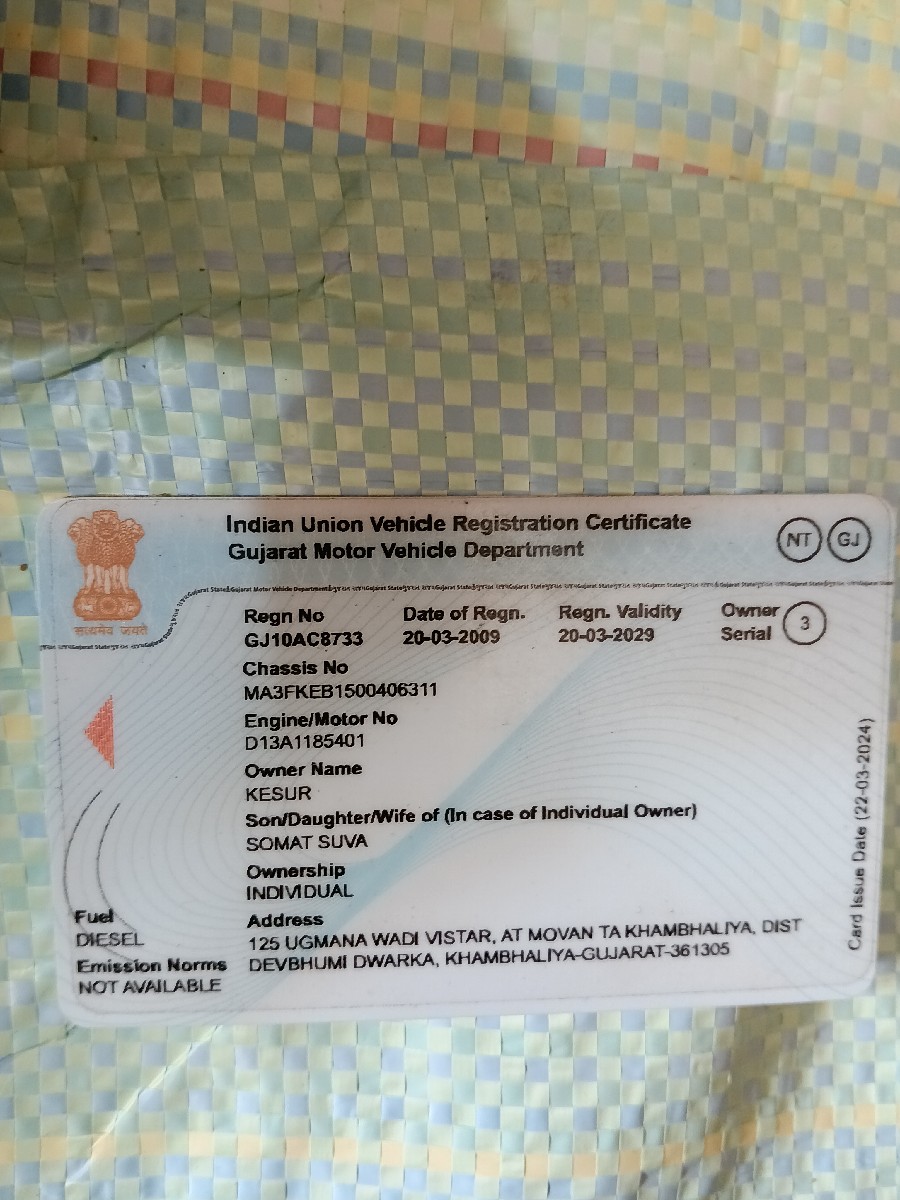 Indian Union Vehicle Registration Certificate
Gujarat Motor Vehicle Department
NT GJ
सत्यमेव जयते
Regn No Date of Regn. Regn. Validity Owner Serial 3
GJ10AC8733 20-03-2009 20-03-2029
Chassis No
MA3FKEB1500406311
Engine/Motor No
D13A1185401
Owner Name
KESUR
Son/Daughter/Wife of (In case of Individual Owner)
SOMAT SUVA
Ownership
INDIVIDUAL
Address
125 UGMANA WADI VISTAR, AT MOVAN TA KHAMBHALIYA, DIST
DEVBHUMI DWARKA, KHAMBHALIYA-GUJARAT-361305
Fuel
DIESEL
Emission Norms
NOT AVAILABLE
Card Issue Date (22-03-2024)